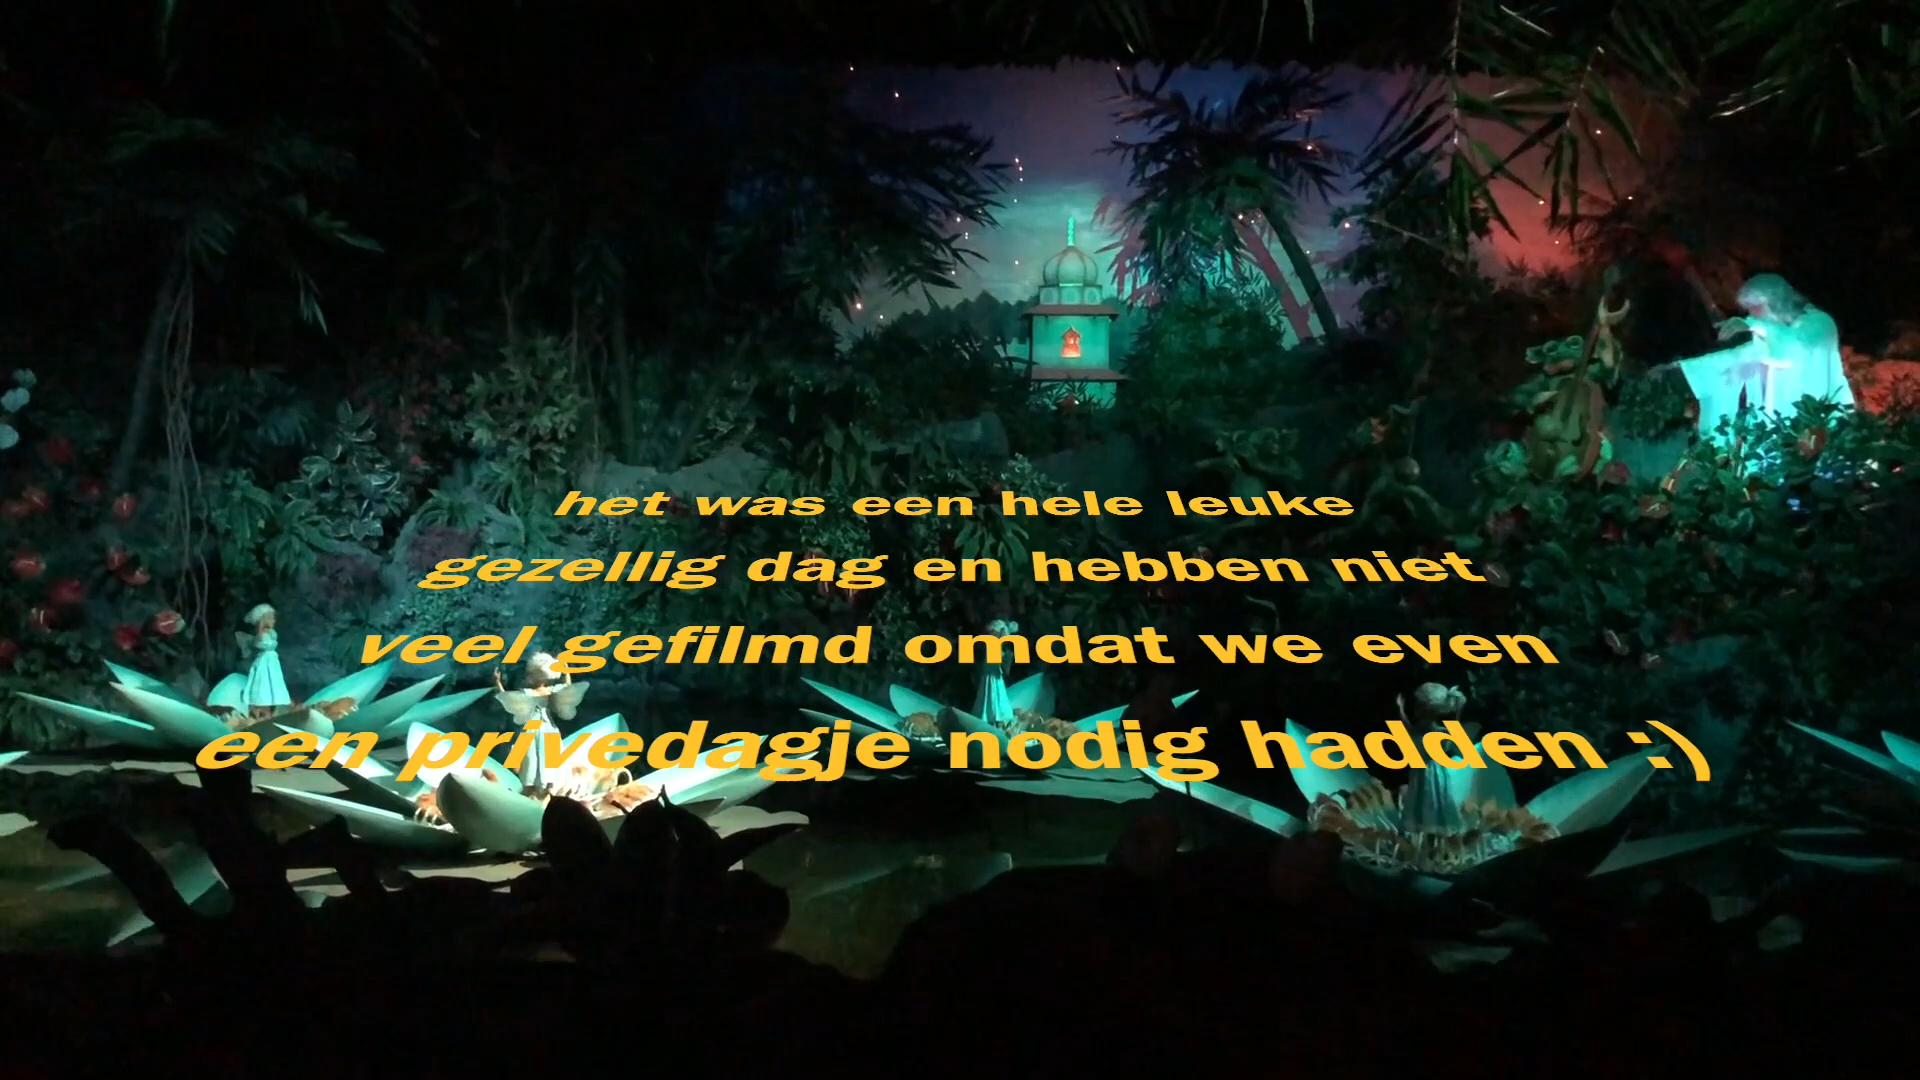 het was een hele leuke
gezellig dag en hebben niet
veel gefilmd omdat we even
een privedagje nodig hadden :)